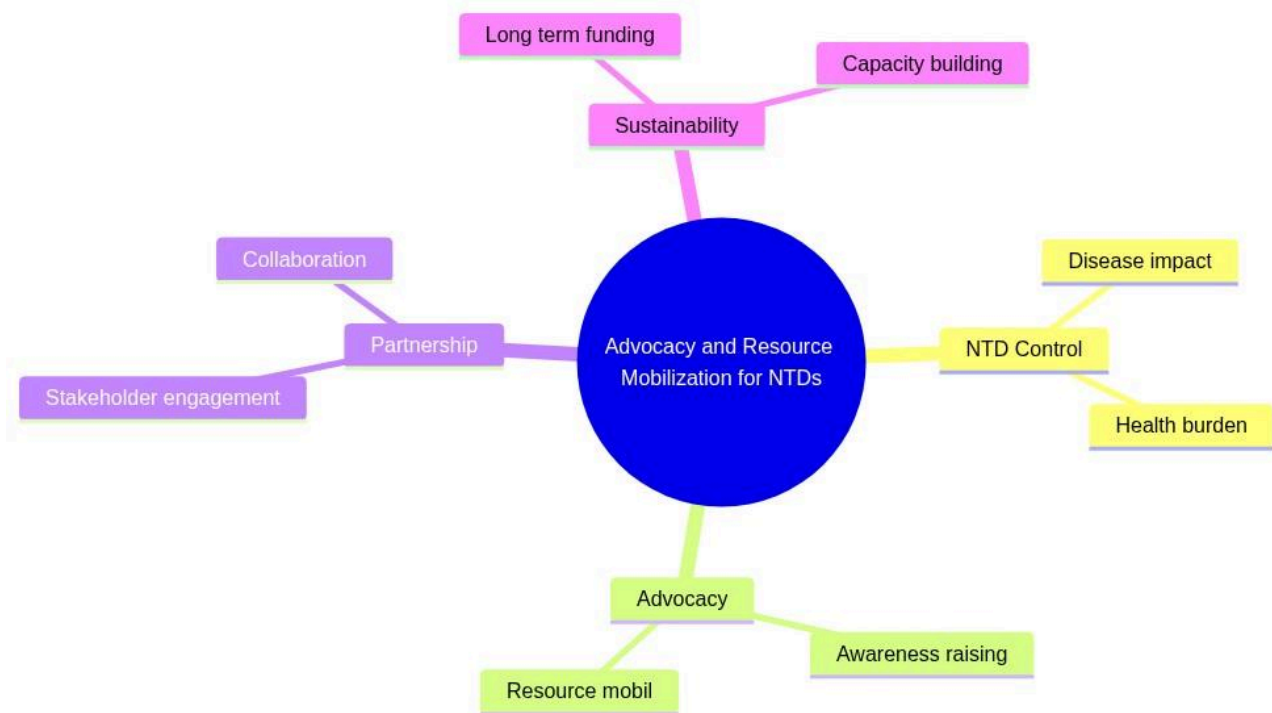 Long term funding
Capacity building
Sustainability
Collaboration
Disease impact
Partnership
Advocacy and Resource
Mobilization for NTDs
NTD Control
Stakeholder engagement
Health burden
Advocacy
Awareness raising
Resource mobil